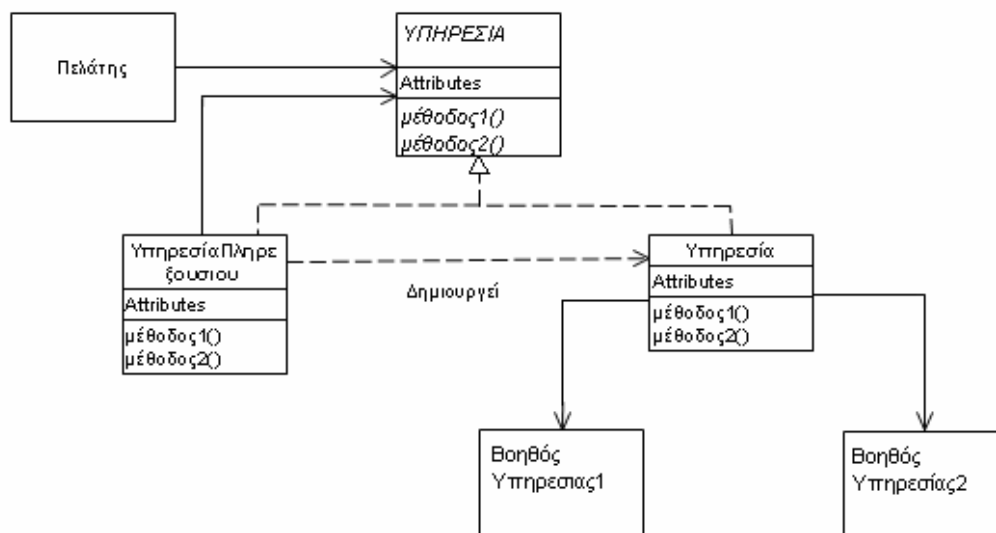 ΥΠΗΡΕΣΙΑ
Πελάτης
Attributes
μέθοδος1()
μέθοδος2()
ΥπηρεσίαΠληρε
ξουσιου
Attributes
μέθοδος1()
μέθοδος2()
Δημιουργεί
Υπηρεσία
Attributes
μέθοδος1()
μέθοδος2()
Βοηθός
Υπηρεσιας1
Βοηθός
Υπηρεσίας2